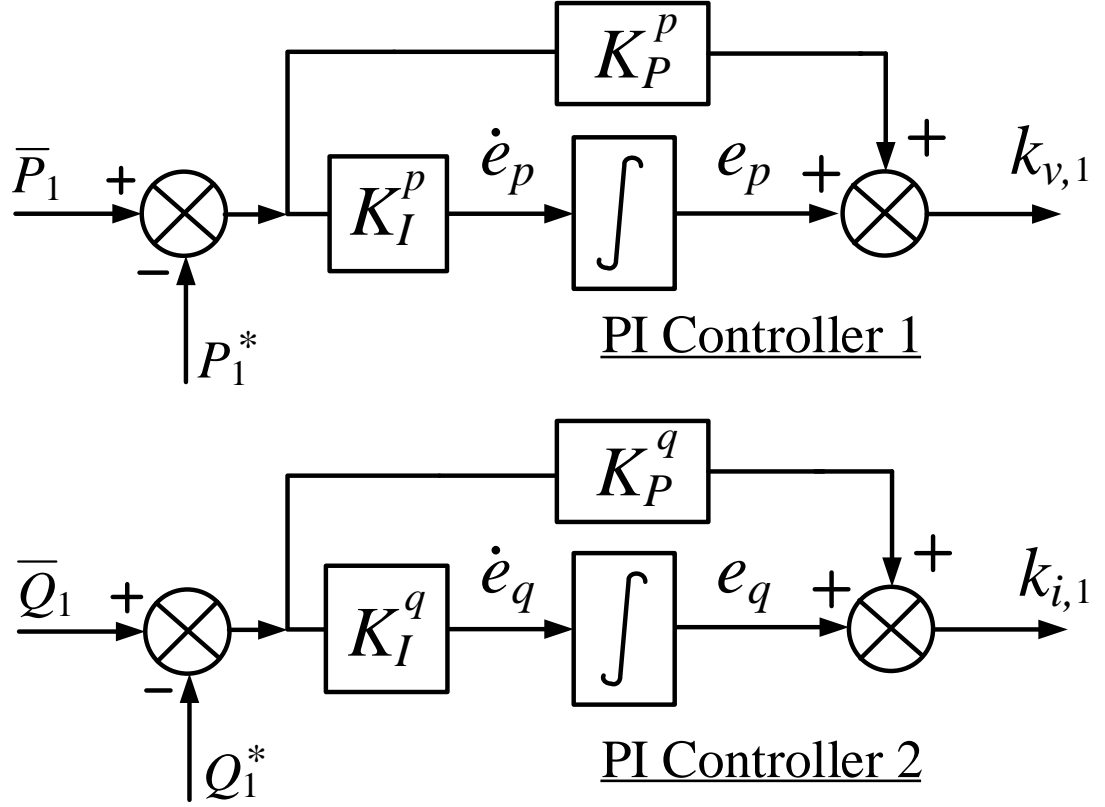 K_P^p
P̅_1 + K_I^p ė_p ∫ e_p + + k_{v,1}
−
P_1^*
PI Controller 1
K_P^q
Q̅_1 + K_I^q ė_q ∫ e_q + + k_{i,1}
−
Q_1^*
PI Controller 2